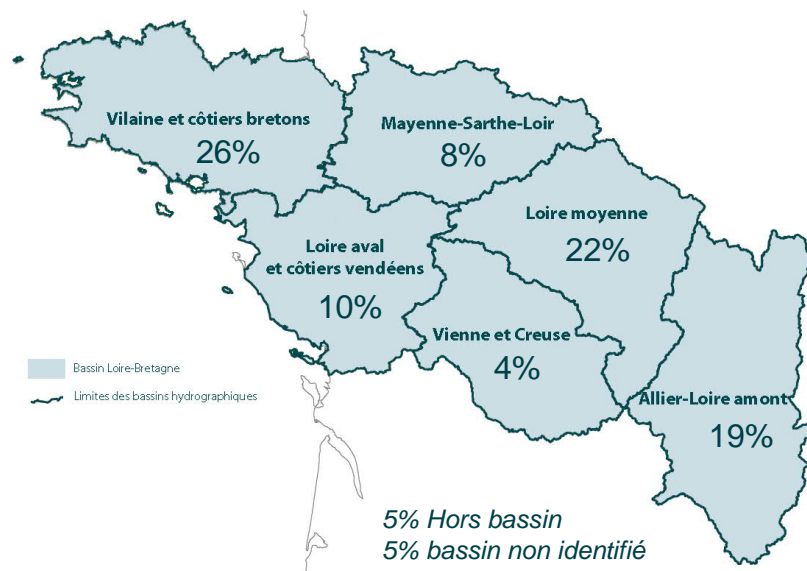 Vilaine et côtiers bretons
26%
Mayenne-Sarthe-Loir
8%
Loire moyenne
22%
Loire aval
et côtiers vendéens
10%
Vienne et Creuse
4%
Allier-Loire amont
19%
Bassin Loire-Bretagne
Limites des bassins hydrographiques
5% Hors bassin
5% bassin non identifié